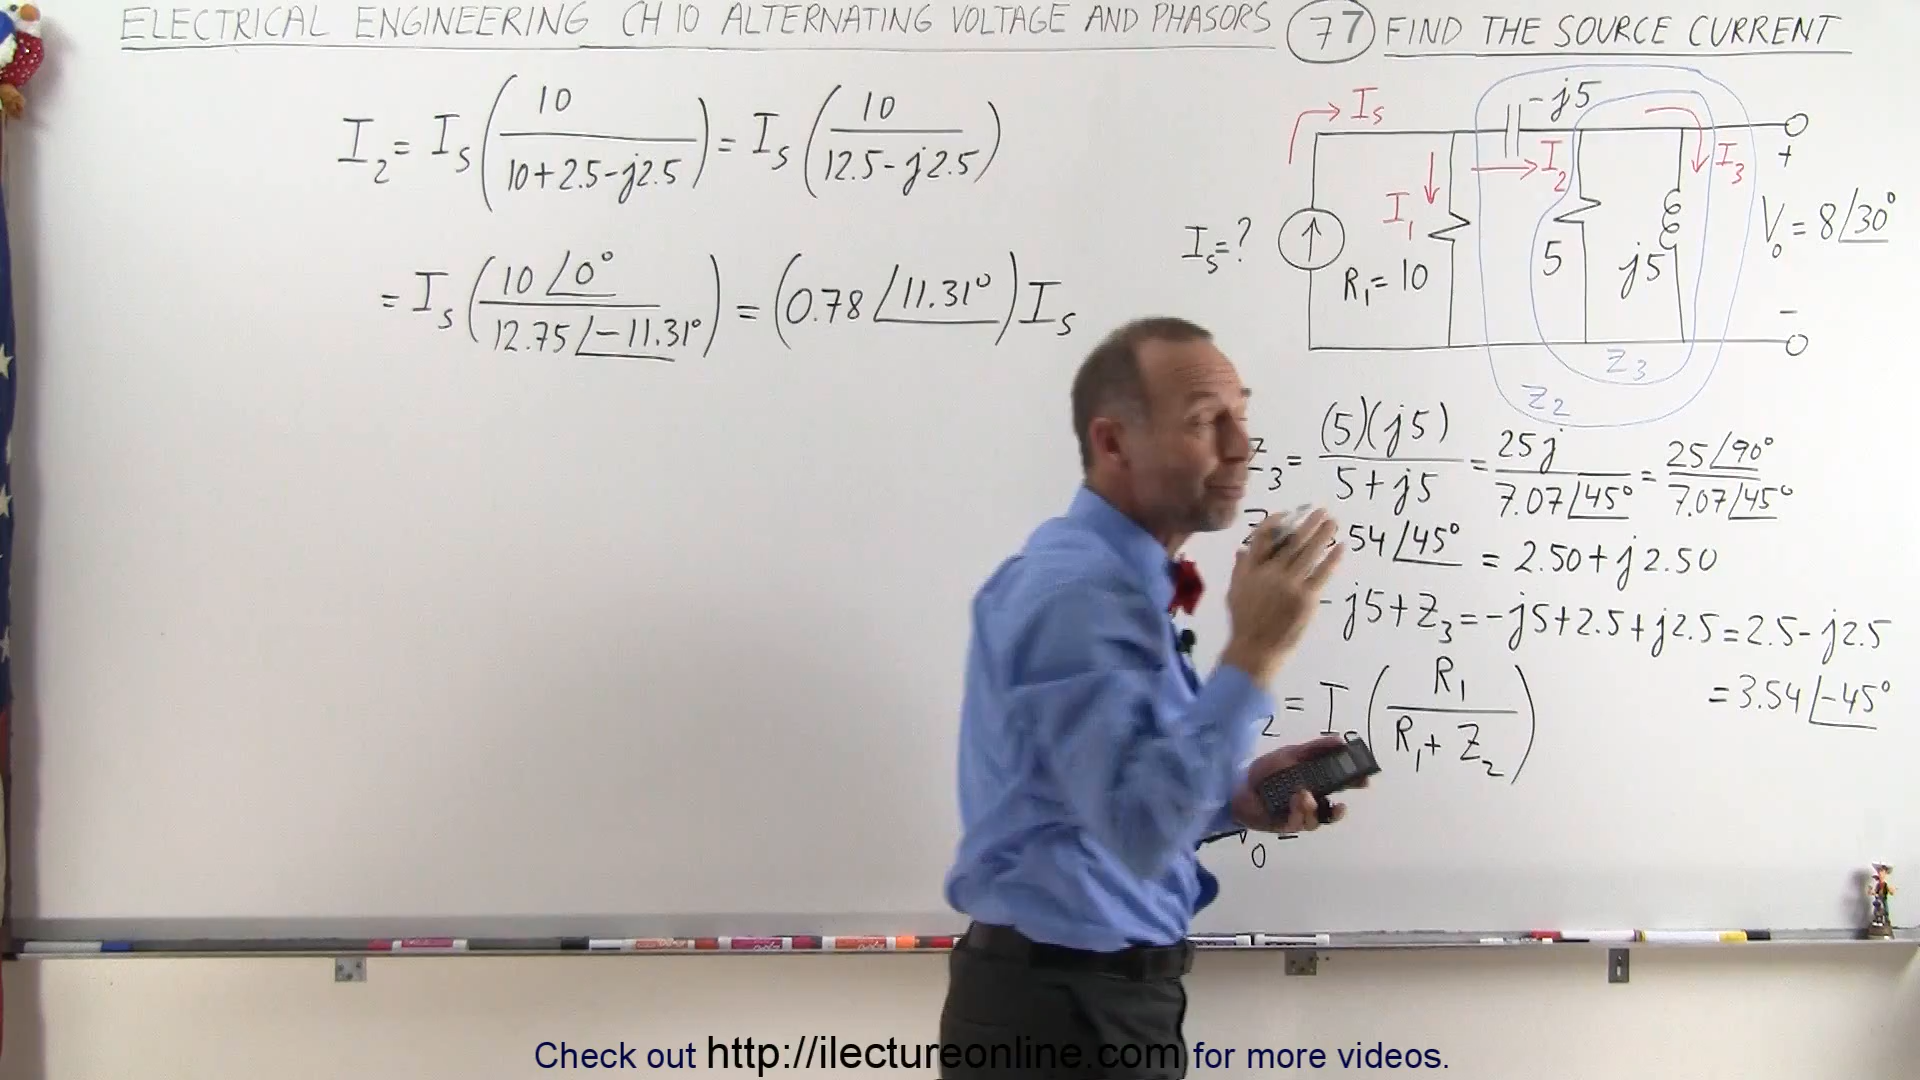 ELECTRICAL ENGINEERING CH 10 ALTERNATING VOLTAGE AND PHASORS 77 FIND THE SOURCE CURRENT
I₂ = Iₛ(10/(10+2.5-j2.5)) = Iₛ(10/(12.5-j2.5))
= Iₛ(10∠0°/12.75∠-11.31°) = (0.78∠11.31°)Iₛ
Iₛ
-j5
I₁
I₂
I₃
+
Iₛ=?
R₁=10
5
j5
V₀=8∠30°
-
Z₃
Z₂
₃=(5)(j5)/(5+j5)=25j/7.07∠45°=25∠90°/7.07∠45°
.54∠45°=2.50+j2.50
-j5+Z₃=-j5+2.5+j2.5=2.5-j2.5
=3.54∠-45°
₂=Iₛ(R₁/(R₁+Z₂))
₀=
Check out http://ilectureonline.com for more videos.